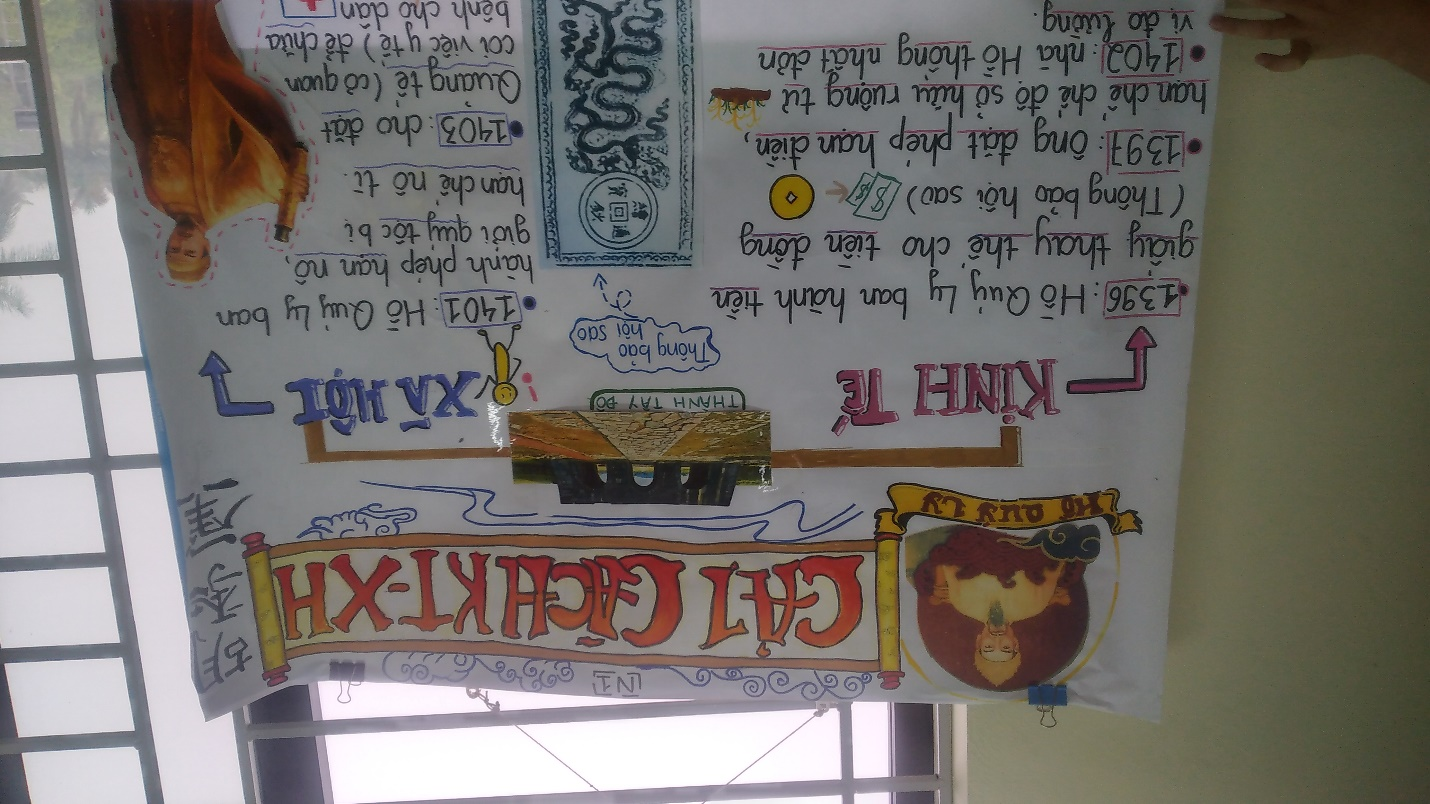 [N1]
CẢI CÁCH KT-XH
HỒ QUÝ LY
THÀNH TÂY ĐÔ
KINH TẾ
• 1396: Hồ Quý Ly ban hành tiền
giấy thay thế cho tiền đồng
(Thông bảo hội sao)
• 1397: ông đặt phép hạn điền,
hạn chế chế độ sở hữu ruộng tư
• 1402: nhà Hồ thống nhất đơn
vị đo lường.
Thông bảo
hội sao
XÃ HỘI
• 1401: Hồ Quý Ly ban
hành phép hạn nô,
giới quý tộc bị
hạn chế nô tì.
• 1403: cho đặt
Quảng tế (cơ quan
coi việc y tế) để chữa
bệnh cho dân